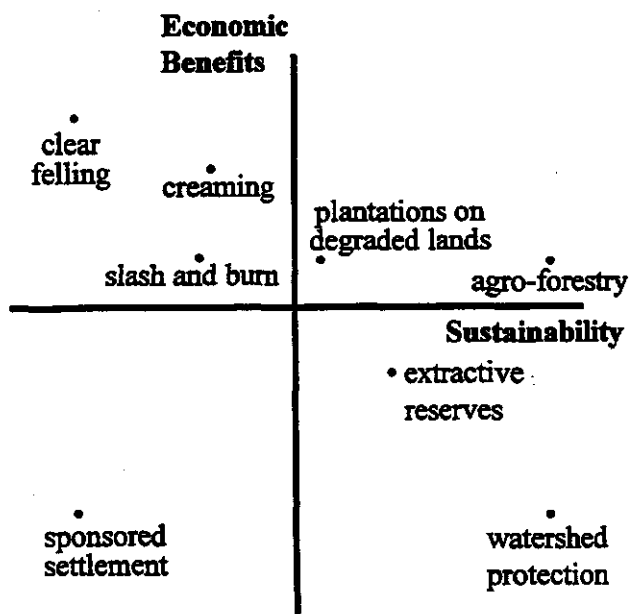 Economic
Benefits
clear
felling
creaming
plantations on
degraded lands
slash and burn
agro-forestry
Sustainability
extractive
reserves
sponsored
settlement
watershed
protection